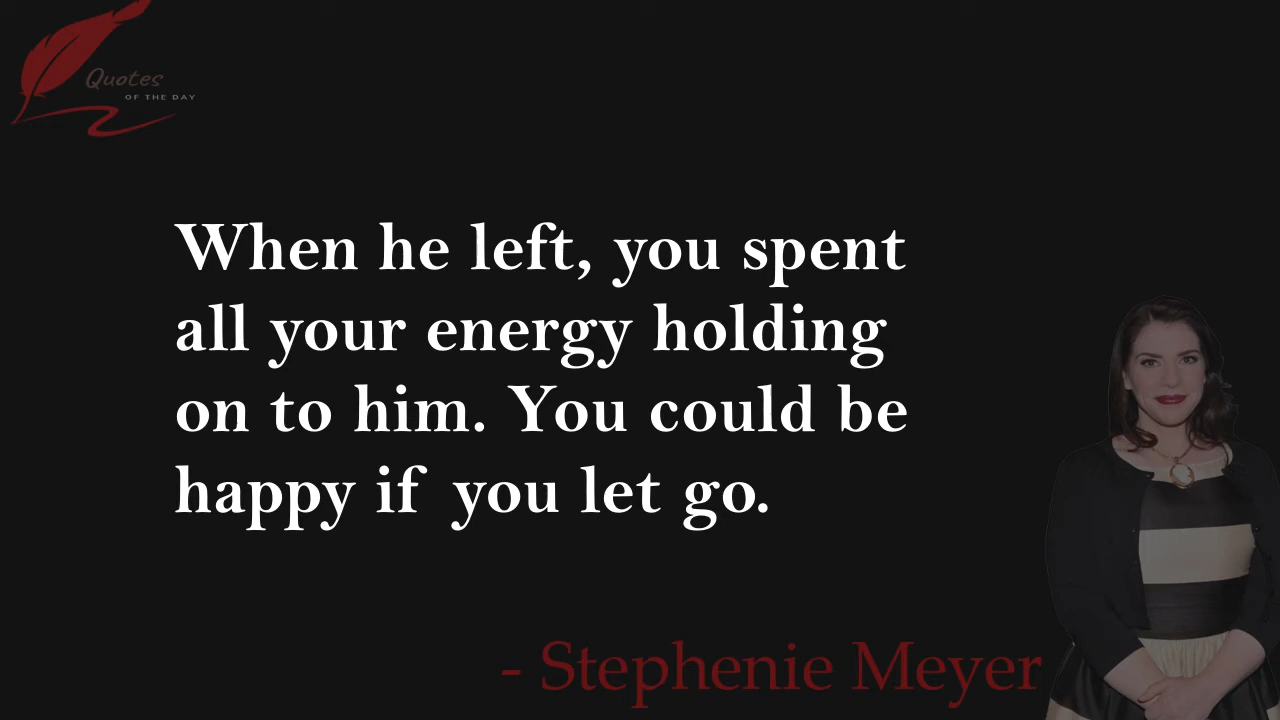 Quotes
OF THE DAY
When he left, you spent
all your energy holding
on to him. You could be
happy if you let go.
- Stephenie Meyer